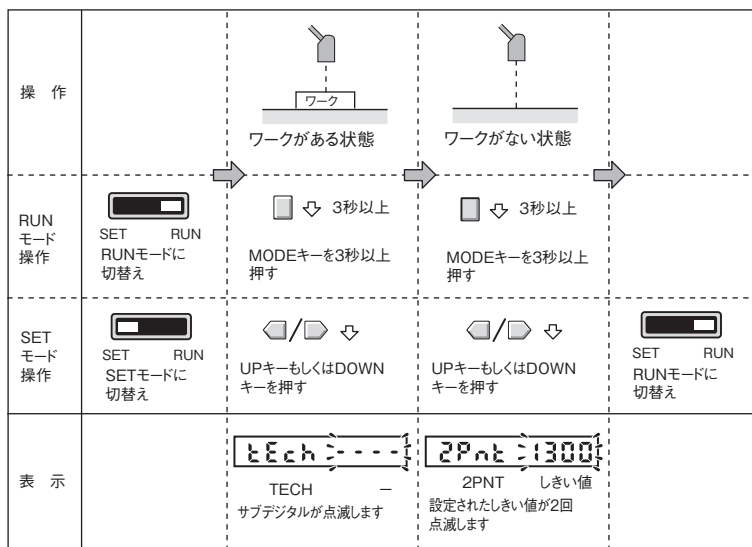 操 作
ワーク
ワークがある状態
ワークがない状態
RUN
モード
操作
SET RUN
RUNモードに
切替え
3秒以上
MODEキーを3秒以上
押す
3秒以上
MODEキーを3秒以上
押す
SET
モード
操作
SET RUN
SETモードに
切替え
/
UPキーもしくはDOWN
キーを押す
/
UPキーもしくはDOWN
キーを押す
SET RUN
RUNモードに
切替え
表 示
tEch ----
TECH −
サブデジタルが点滅します
2Pnt 1300
2PNT しきい値
設定されたしきい値が2回
点滅します